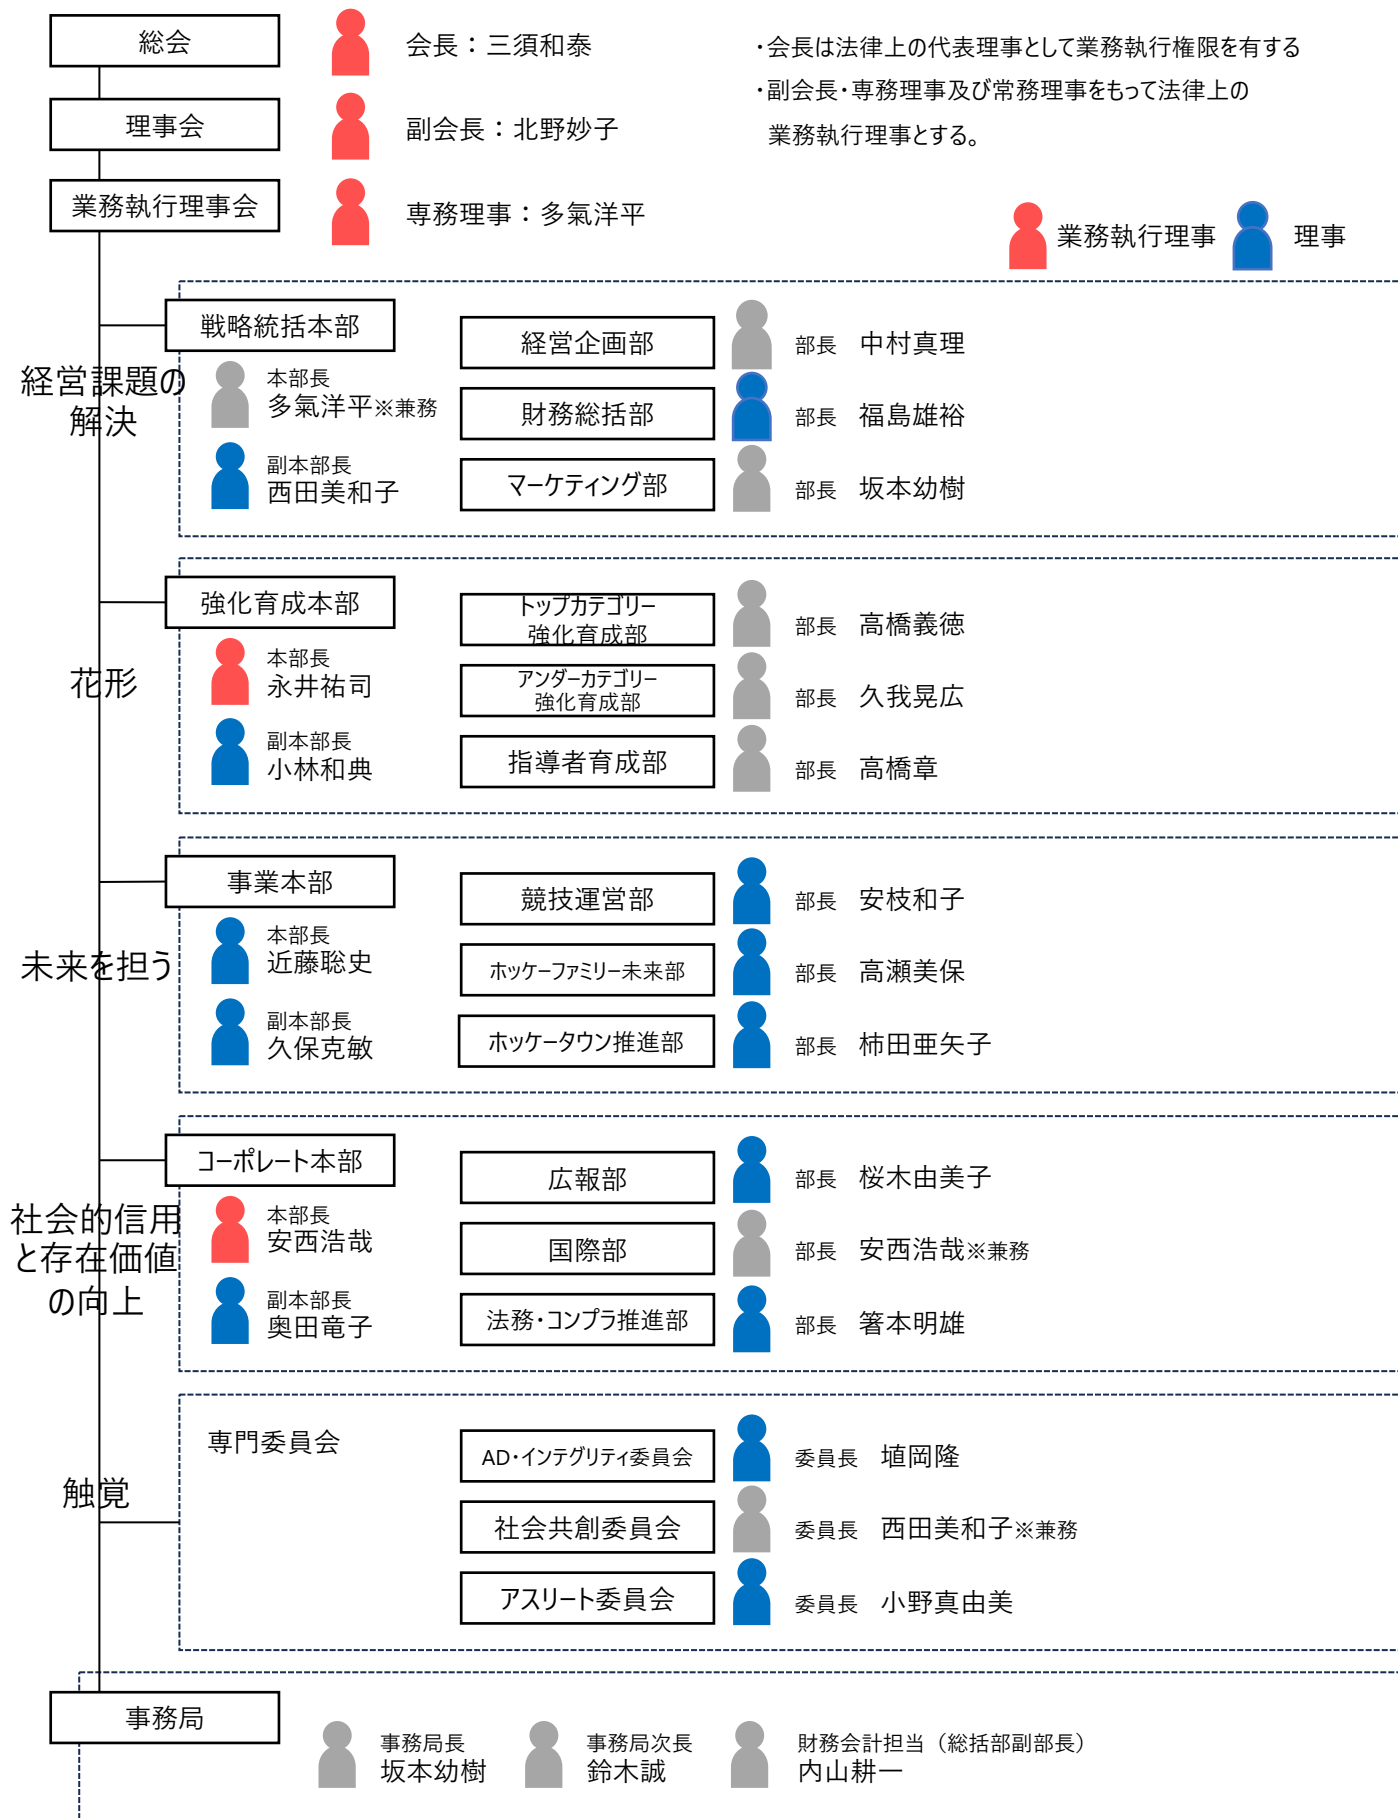 総会
会長：三須和泰
・会長は法律上の代表理事として業務執行権限を有する
・副会長・専務理事及び常務理事をもって法律上の
業務執行理事とする。
理事会
副会長：北野妙子
業務執行理事会
専務理事：多氣洋平
業務執行理事
理事
経営課題の
解決
戦略統括本部
本部長
多氣洋平※兼務
副本部長
西田美和子
経営企画部
部長 中村真理
財務総括部
部長 福島雄裕
マーケティング部
部長 坂本幼樹
花形
強化育成本部
本部長
永井祐司
副本部長
小林和典
トップカテゴリー
強化育成部
部長 高橋義徳
アンダーカテゴリー
強化育成部
部長 久我晃広
指導者育成部
部長 高橋章
未来を担う
事業本部
本部長
近藤聡史
副本部長
久保克敏
競技運営部
部長 安枝和子
ホッケーファミリー未来部
部長 高瀬美保
ホッケータウン推進部
部長 柿田亜矢子
社会的信用
と存在価値
の向上
コーポレート本部
本部長
安西浩哉
副本部長
奥田竜子
広報部
部長 桜木由美子
国際部
部長 安西浩哉※兼務
法務・コンプラ推進部
部長 箸本明雄
触覚
専門委員会
AD・インテグリティ委員会
委員長 埴岡隆
社会共創委員会
委員長 西田美和子※兼務
アスリート委員会
委員長 小野真由美
事務局
事務局長
坂本幼樹
事務局次長
鈴木誠
財務会計担当（総括部副部長）
内山耕一